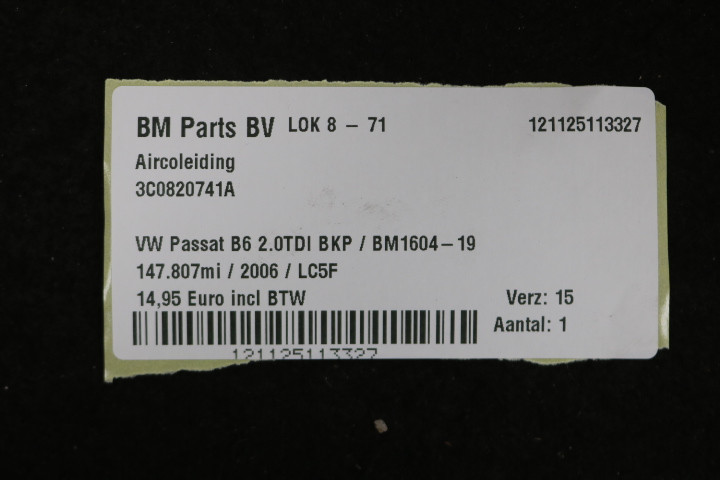 BM Parts BV LOK 8 - 71 121125113327
Aircoleiding
3C0820741A
VW Passat B6 2.0TDI BKP / BM1604-19
147.807mi / 2006 / LC5F
14,95 Euro incl BTW Verz: 15
Aantal: 1
121125113327